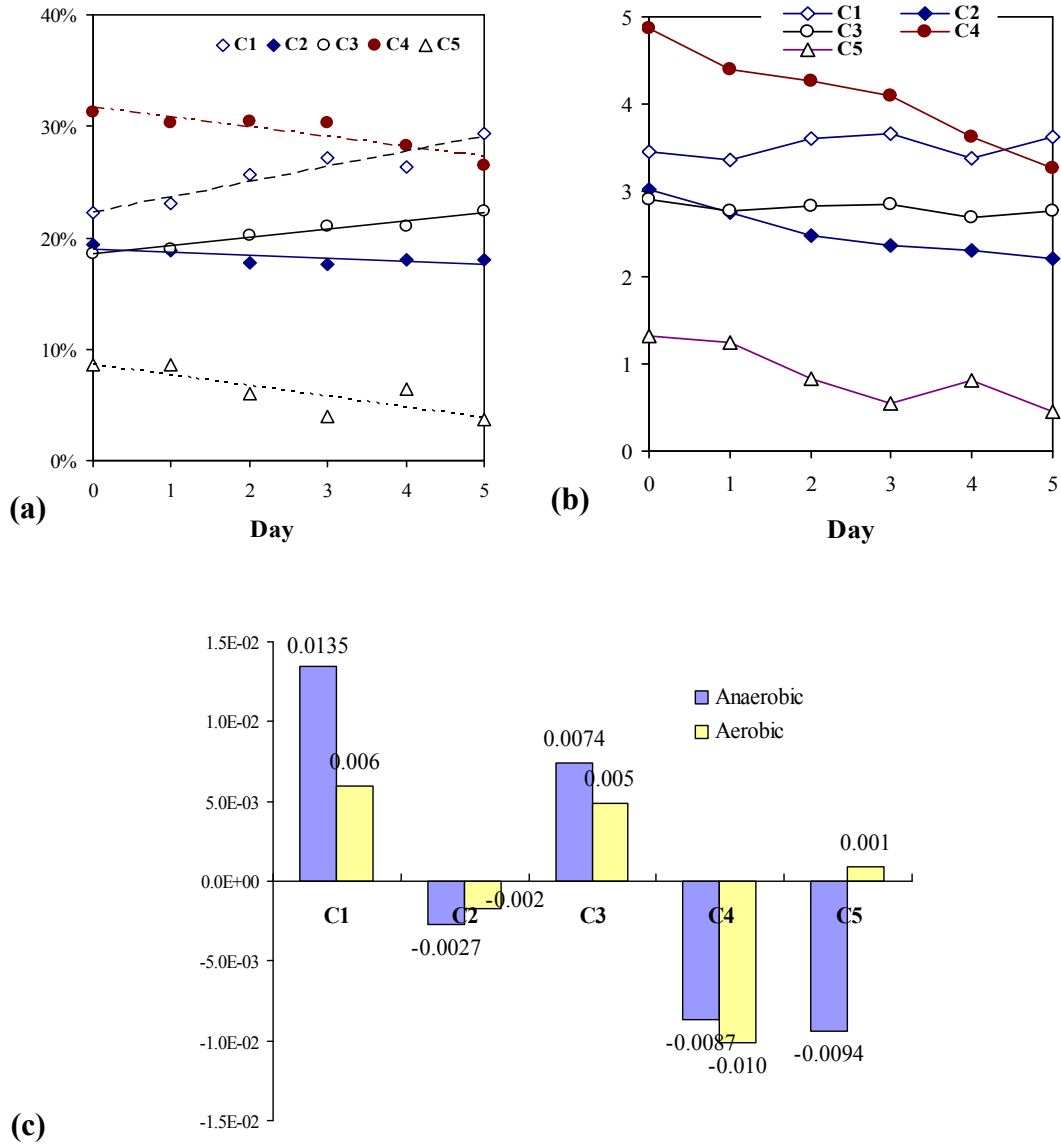 40%
30%
20%
10%
0%
C1 C2 C3 C4 C5
0 1 2 3 4 5
Day
(a)
5
4
3
2
1
0
C1 C2
C3 C4
C5
0 1 2 3 4 5
Day
(b)
1.5E-02
1.0E-02
5.0E-03
0.0E+00
-5.0E-03
-1.0E-02
-1.5E-02
0.0135
0.006
-0.0027
-0.002
0.0074
0.005
-0.0087
-0.010
-0.0094
0.001
C1 C2 C3 C4 C5
Anaerobic
Aerobic
(c)